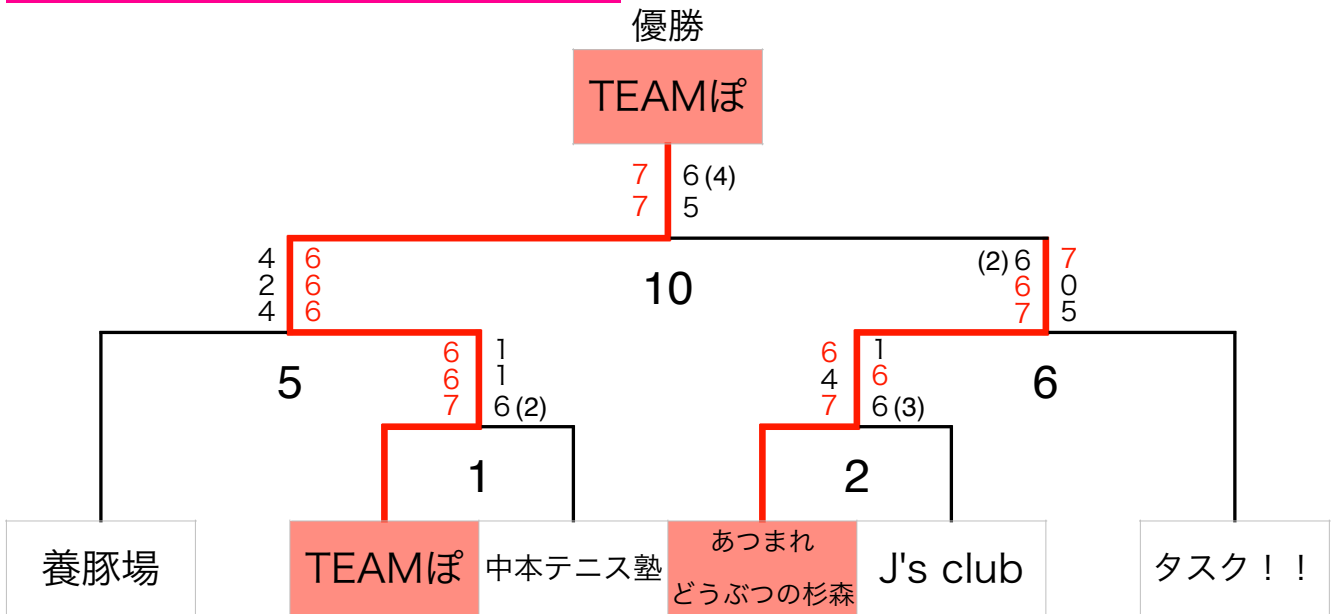 優勝
TEAMぽ
7 6 (4)
7 5
4 6
2 6
4 6
10
(2) 6 7
6 0
7 5
5
6 1
6 1
7 6 (2)
6 1
4 6
7 6 (3)
6
1
2
養豚場
TEAMぽ
中本テニス塾
あつまれ
どうぶつの杉森
J's club
タスク！！